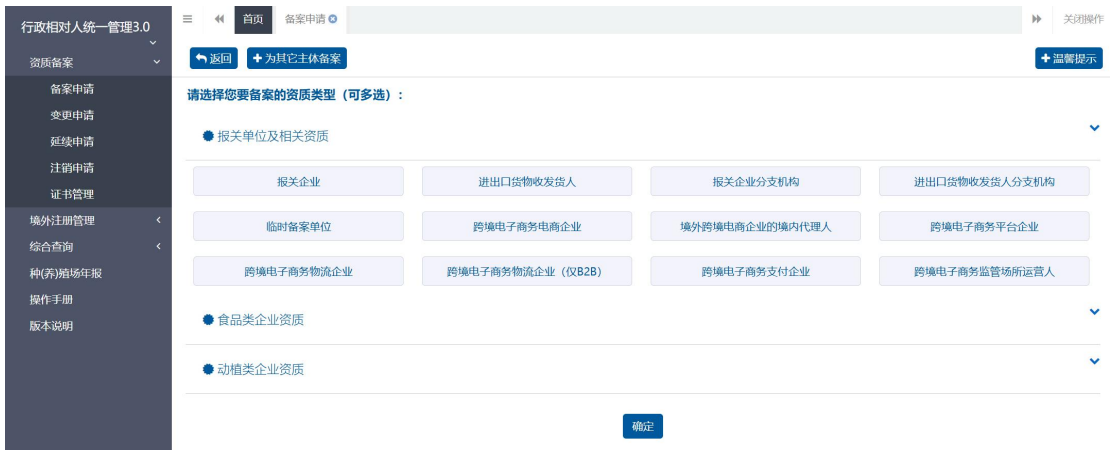 行政相对人统一管理3.0
资质备案
备案申请
变更申请
延续申请
注销申请
证书管理
境外注册管理
综合查询
种(养)殖场年报
操作手册
版本说明
首页 备案申请 关闭操作
返回 为其它主体备案 温馨提示
请选择您要备案的资质类型（可多选）:
报关单位及相关资质
报关企业 进出口货物收发货人 报关企业分支机构 进出口货物收发货人分支机构
临时备案单位 跨境电子商务电商企业 境外跨境电商企业的境内代理人 跨境电子商务平台企业
跨境电子商务物流企业 跨境电子商务物流企业（仅B2B） 跨境电子商务支付企业 跨境电子商务监管场所运营人
食品类企业资质
动植类企业资质
确定